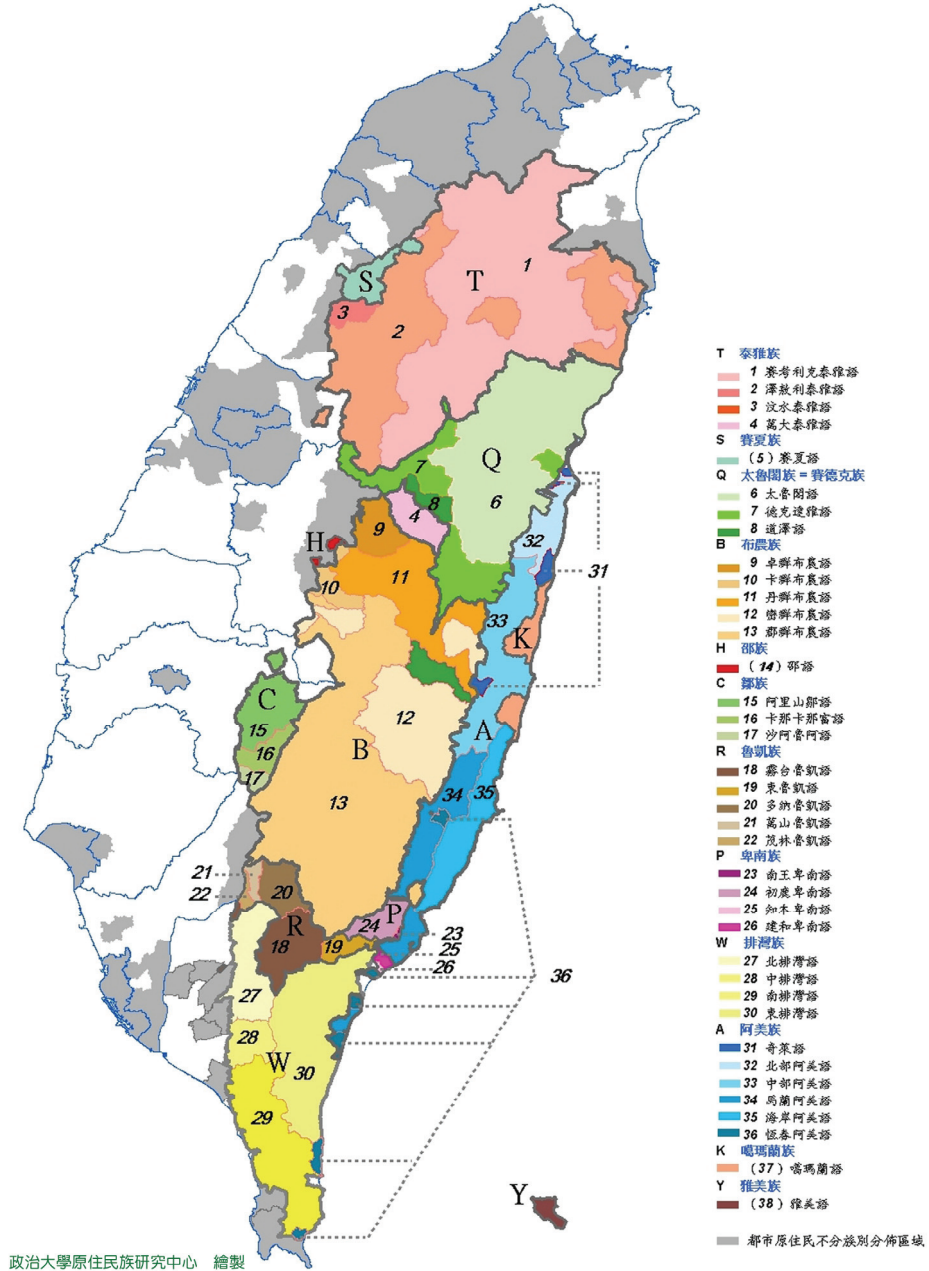 T
1
2
3
S
Q
6
7
8
4
9
10
11
H
32
31
33
K
C
15
16
17
B
12
13
A
34
35
21
22
20
R
18
19
24
P
23
25
26
36
27
28
W
30
29
Y
T 泰雅族
1 賽考利克泰雅語
2 澤敖利泰雅語
3 汶水泰雅語
4 萬大泰雅語
S 賽夏族
(5) 賽夏語
Q 太魯閣族 = 賽德克族
6 太魯閣語
7 德克達雅語
8 道澤語
B 布農族
9 卓群布農語
10 卡群布農語
11 丹群布農語
12 巒群布農語
13 郡群布農語
H 邵族
(14) 邵語
C 鄒族
15 阿里山鄒語
16 卡那卡那富語
17 沙阿魯阿語
R 魯凱族
18 霧台魯凱語
19 東魯凱語
20 多納魯凱語
21 萬山魯凱語
22 茂林魯凱語
P 卑南族
23 南王卑南語
24 初鹿卑南語
25 知本卑南語
26 建和卑南語
W 排灣族
27 北排灣語
28 中排灣語
29 南排灣語
30 東排灣語
A 阿美族
31 奇萊語
32 北部阿美語
33 中部阿美語
34 馬蘭阿美語
35 海岸阿美語
36 恆春阿美語
K 噶瑪蘭族
(37) 噶瑪蘭語
Y 雅美族
(38) 雅美語
都市原住民不分族別分佈區域
政治大學原住民族研究中心 繪製